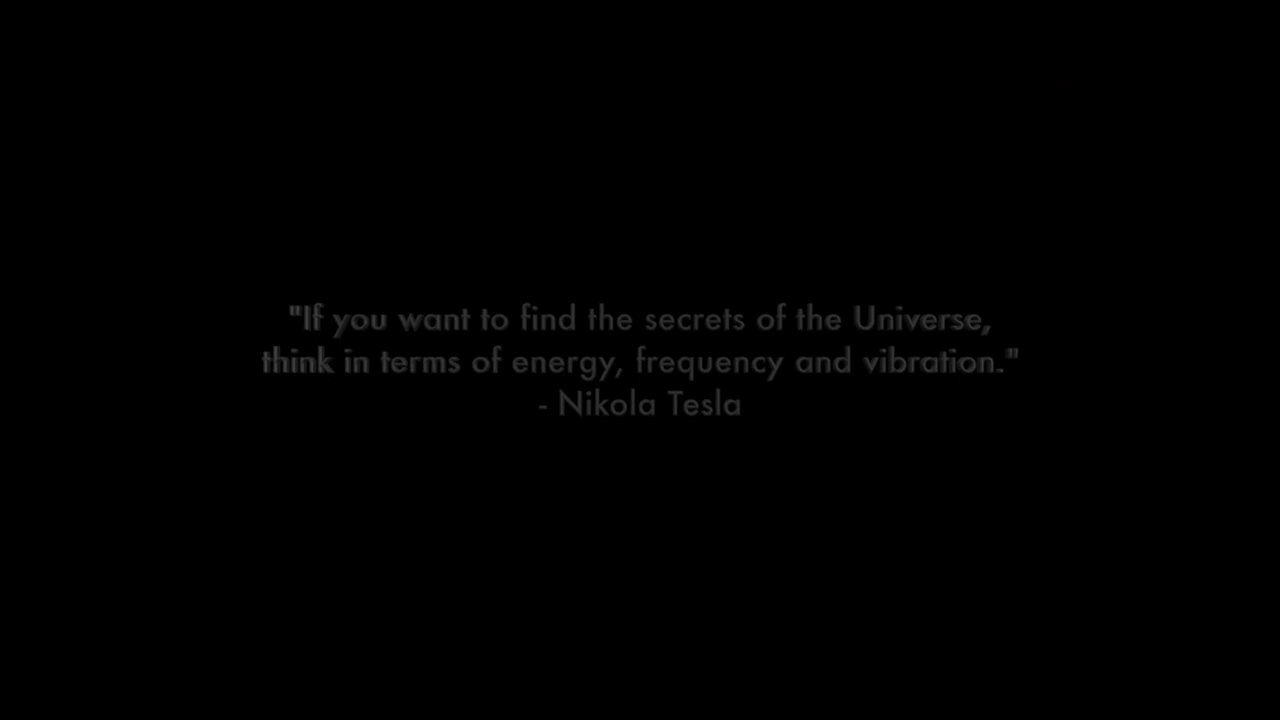 "If you want to find the secrets of the Universe,
think in terms of energy, frequency and vibration."
- Nikola Tesla